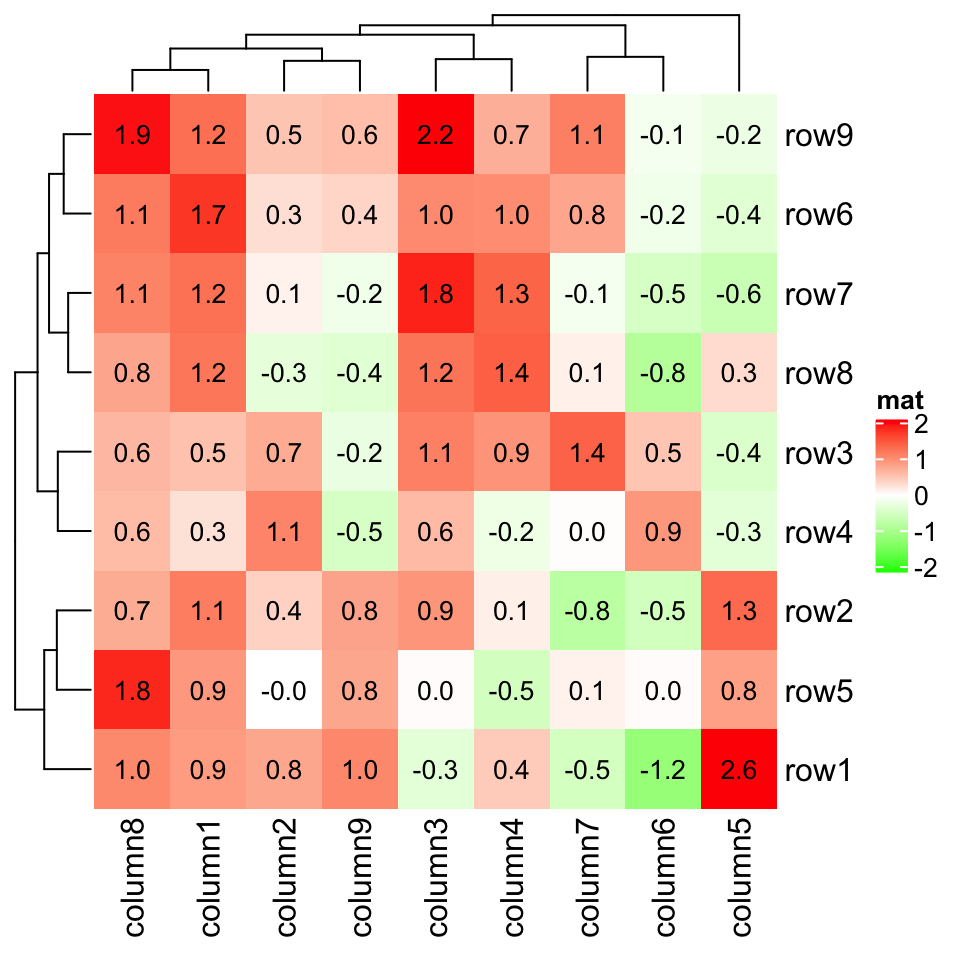 1.9 1.2 0.5 0.6 2.2 0.7 1.1 -0.1 -0.2 row9
1.1 1.7 0.3 0.4 1.0 1.0 0.8 -0.2 -0.4 row6
1.1 1.2 0.1 -0.2 1.8 1.3 -0.1 -0.5 -0.6 row7
0.8 1.2 -0.3 -0.4 1.2 1.4 0.1 -0.8 0.3 row8
0.6 0.5 0.7 -0.2 1.1 0.9 1.4 0.5 -0.4 row3
0.6 0.3 1.1 -0.5 0.6 -0.2 0.0 0.9 -0.3 row4
0.7 1.1 0.4 0.8 0.9 0.1 -0.8 -0.5 1.3 row2
1.8 0.9 -0.0 0.8 0.0 -0.5 0.1 0.0 0.8 row5
1.0 0.9 0.8 1.0 -0.3 0.4 -0.5 -1.2 2.6 row1
column8 column1 column2 column9 column3 column4 column7 column6 column5
mat
2
1
0
-1
-2